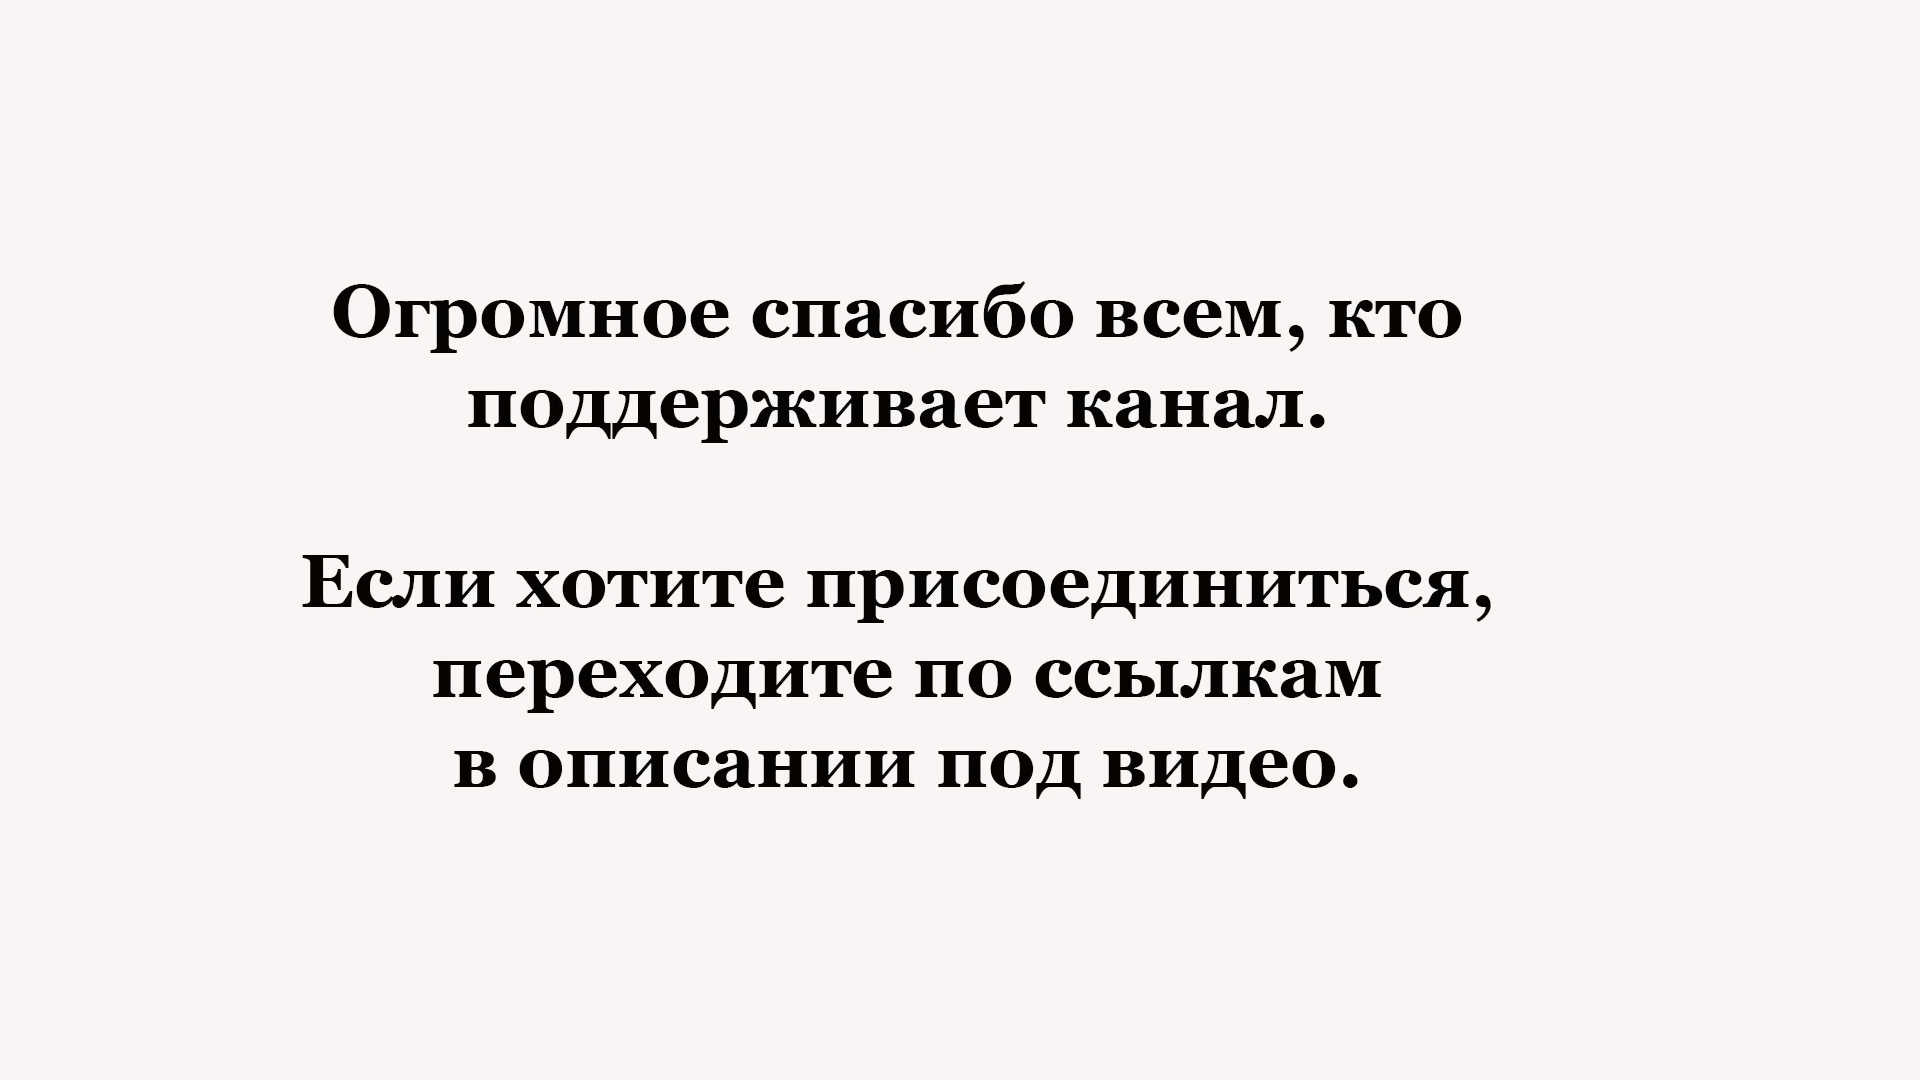 Огромное спасибо всем, кто
поддерживает канал.
Если хотите присоединиться,
переходите по ссылкам
в описании под видео.